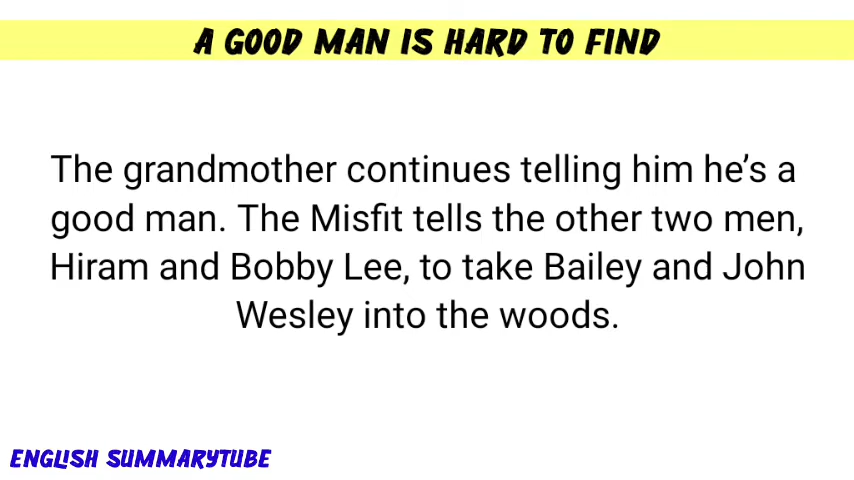 A GOOD MAN IS HARD TO FIND
The grandmother continues telling him he’s a
good man. The Misfit tells the other two men,
Hiram and Bobby Lee, to take Bailey and John
Wesley into the woods.
ENGLISH SUMMARYTUBE